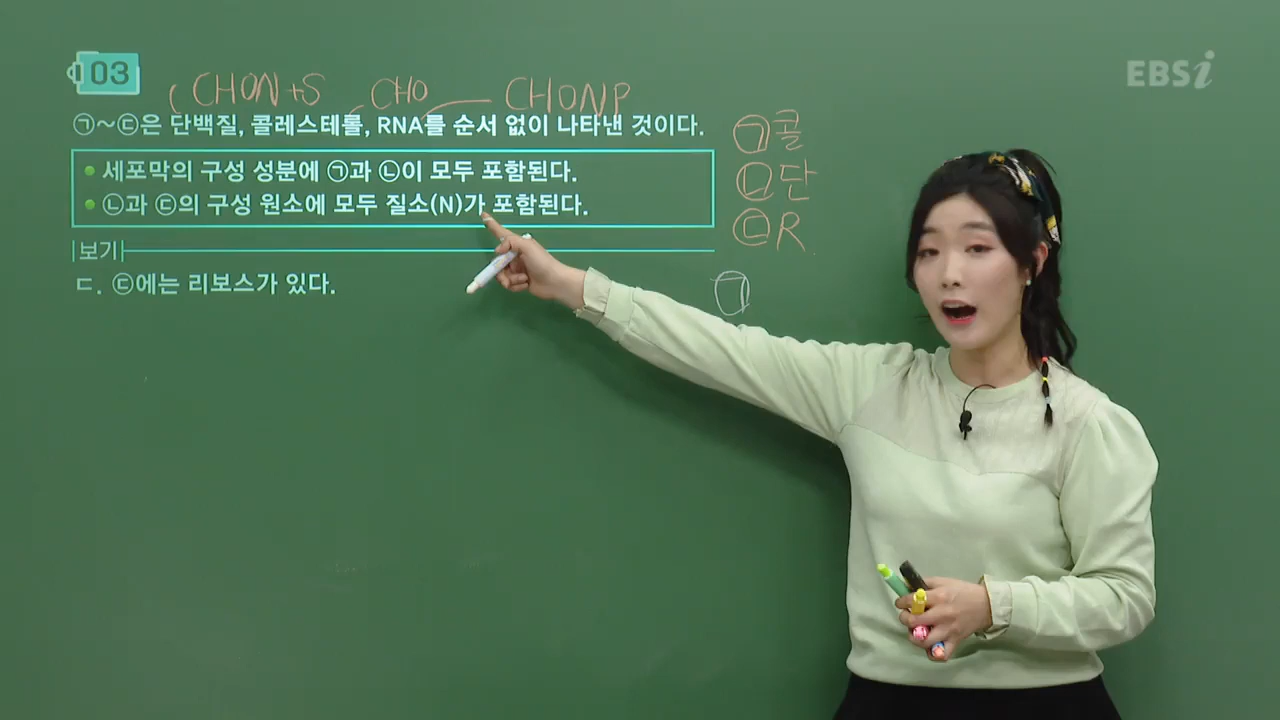 03
EBSi
CHON+S CHO CHONP
㉠~㉢은 단백질, 콜레스테롤, RNA를 순서 없이 나타낸 것이다.
㉠콜
㉡단
㉢R
● 세포막의 구성 성분에 ㉠과 ㉡이 모두 포함된다.
● ㉡과 ㉢의 구성 원소에 모두 질소(N)가 포함된다.
보기
ㄷ. ㉢에는 리보스가 있다.
㉠